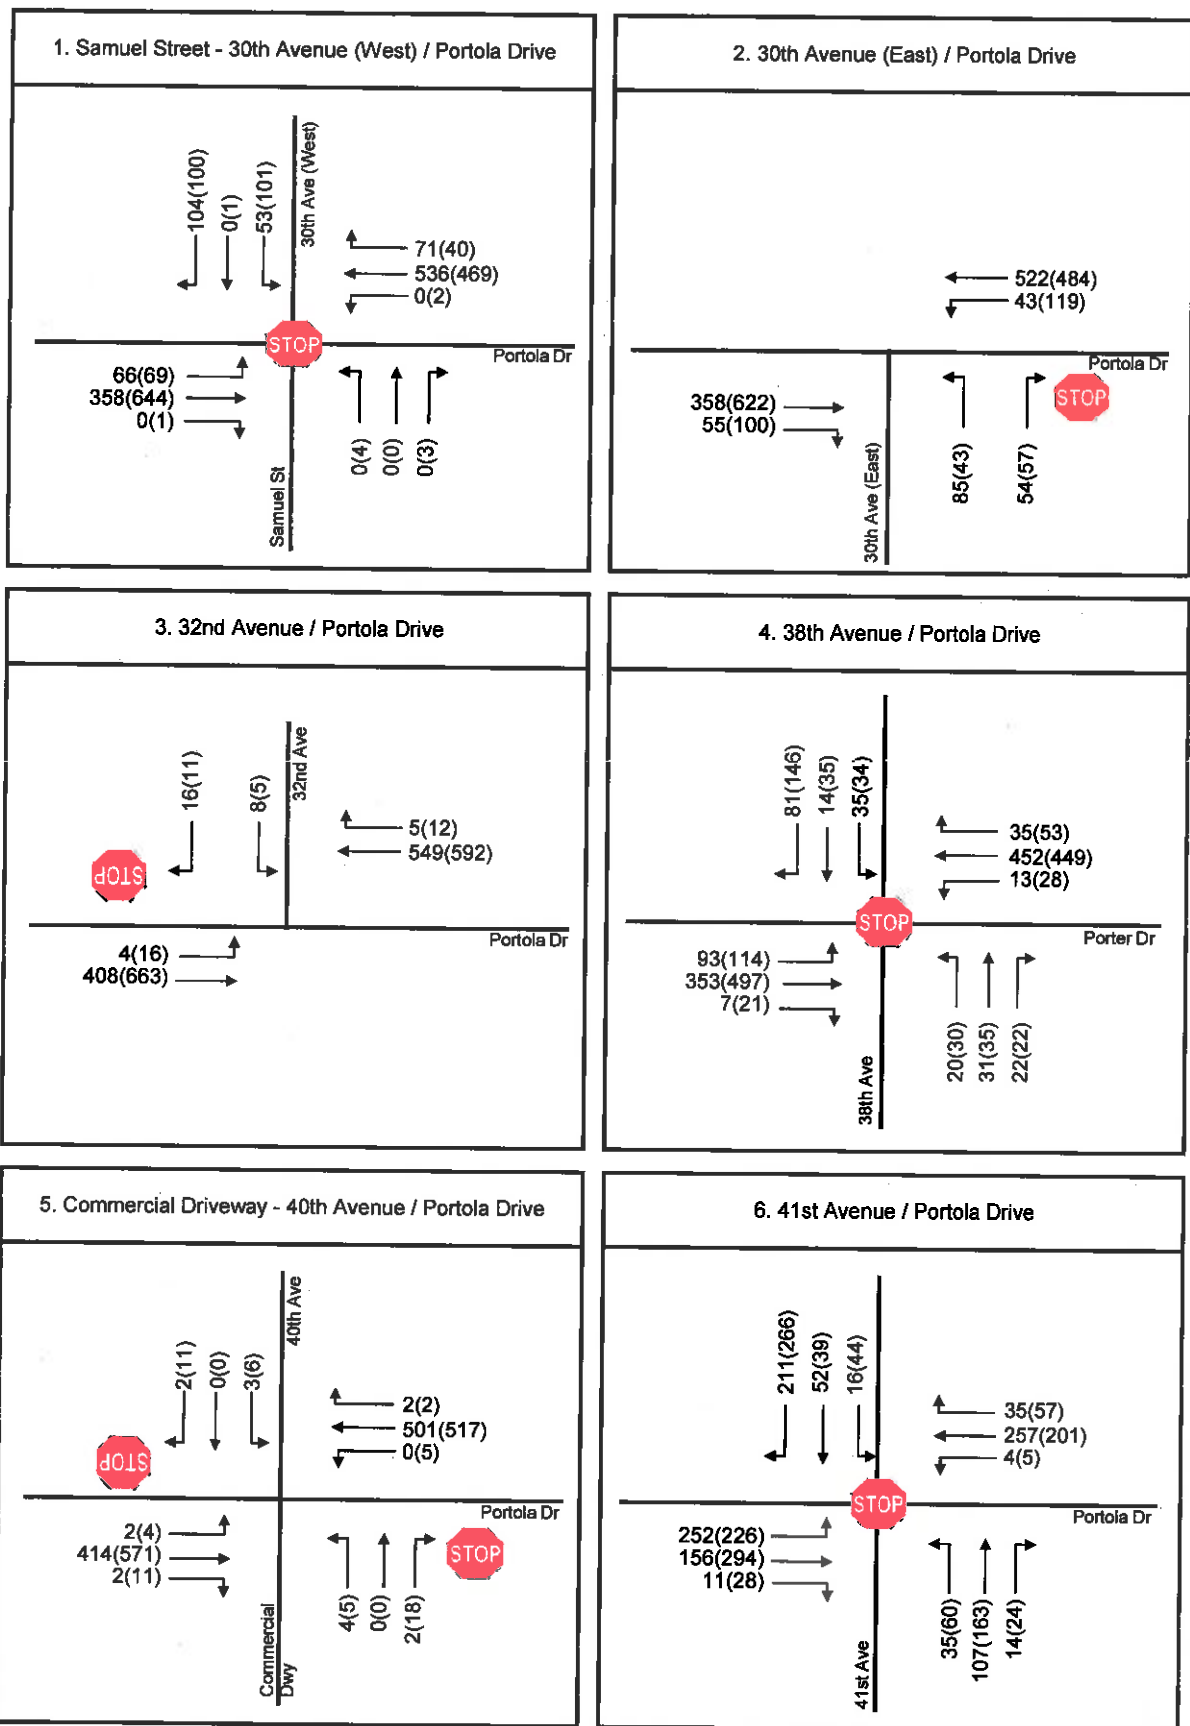 1. Samuel Street - 30th Avenue (West) / Portola Drive
104(100)
0(1)
53(101)
30th Ave (West)
71(40)
536(469)
0(2)
STOP
Portola Dr
66(69)
358(644)
0(1)
Samuel St
0(4)
0(0)
0(3)
2. 30th Avenue (East) / Portola Drive
522(484)
43(119)
Portola Dr
STOP
358(622)
55(100)
30th Ave (East)
85(43)
54(57)
3. 32nd Avenue / Portola Drive
16(11)
8(5)
32nd Ave
5(12)
549(592)
STOP
Portola Dr
4(16)
408(663)
4. 38th Avenue / Portola Drive
81(146)
14(35)
35(34)
35(53)
452(449)
13(28)
STOP
Porter Dr
93(114)
353(497)
7(21)
38th Ave
20(30)
31(35)
22(22)
5. Commercial Driveway - 40th Avenue / Portola Drive
2(11)
0(0)
3(6)
40th Ave
2(2)
501(517)
0(5)
STOP
Portola Dr
2(4)
414(571)
2(11)
Commercial
Dwy
4(5)
0(0)
2(18)
STOP
6. 41st Avenue / Portola Drive
211(266)
52(39)
16(44)
35(57)
257(201)
4(5)
STOP
Portola Dr
252(226)
156(294)
11(28)
41st Ave
35(60)
107(163)
14(24)